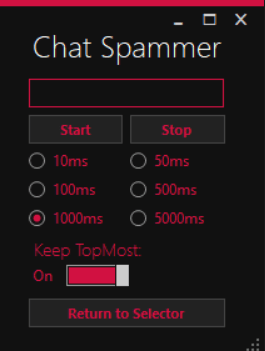 Chat Spammer
Start Stop
10ms 50ms
100ms 500ms
1000ms 5000ms
Keep TopMost:
On
Return to Selector